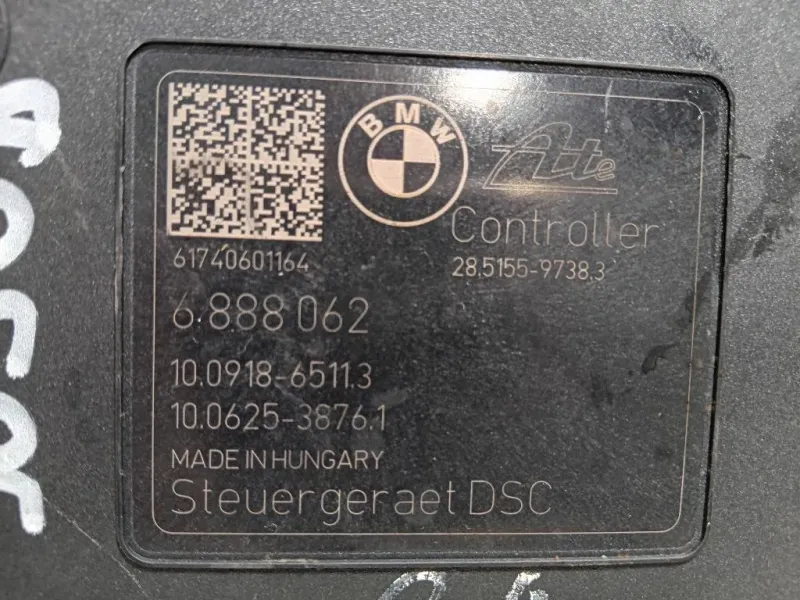 BMW
Ate
Controller
61740601164
28.5155-9738.3
6.888 062
10.0918-6511.3
10.0625-3876.1
MADE IN HUNGARY
Steuergeraet DSC